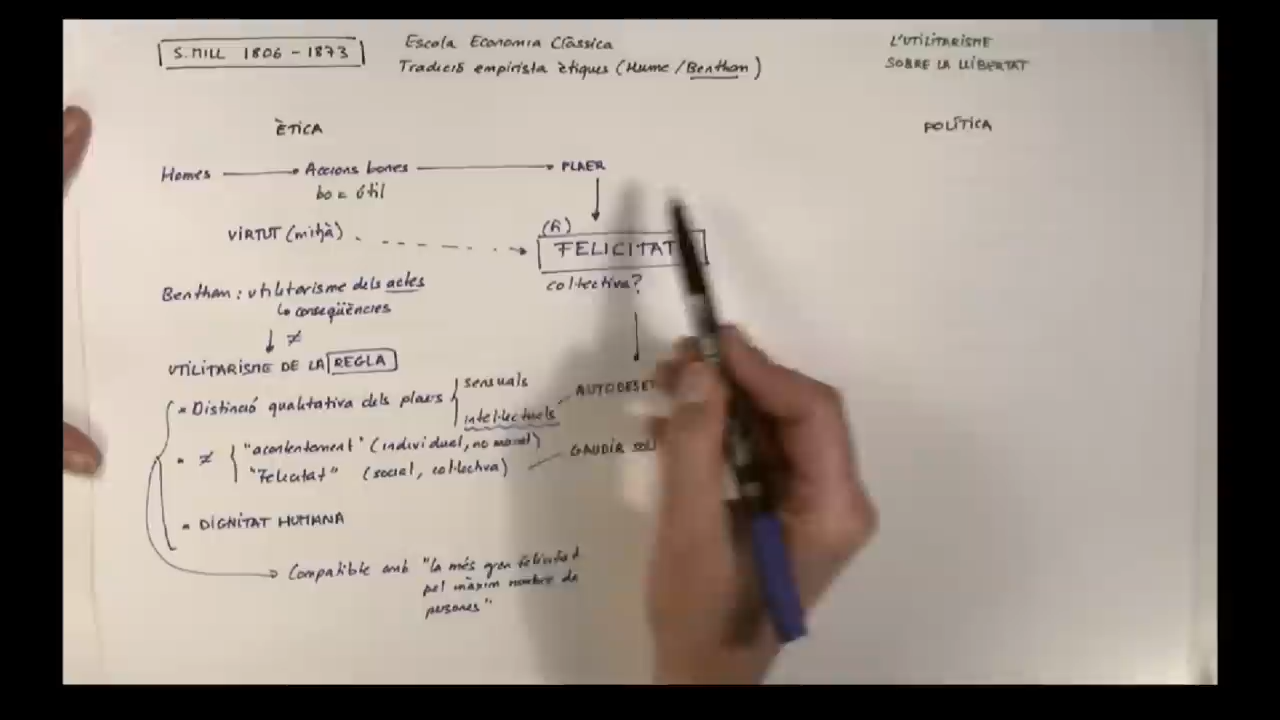 S. MILL 1806 - 1873
Escola Economia Clàssica
Tradició empirista ètiques (Hume / Bentham)
L'UTILITARISME
SOBRE LA LLIBERTAT
ÈTICA
POLÍTICA
Homes
Accions bones
PLAER
bo = útil
VIRTUT (mitjà)
(R)
FELICITAT
col·lectiva?
Bentham: utilitarisme dels actes
conseqüències
≠
UTILITARISME DE LA REGLA
Distinció qualitativa dels plaers
sensuals
intel·lectuals
≠
"acontentament" (individual, no moral)
"Felicitat" (social, col·lectiva)
GAUDIR
DIGNITAT HUMANA
Compatible amb "la més gran felicitat
pel màxim nombre de
persones"